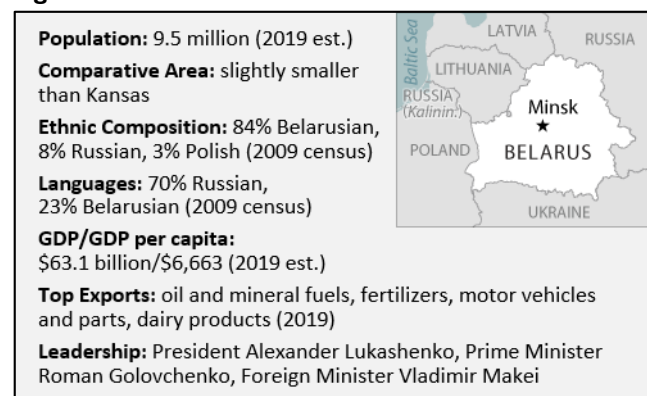 Population: 9.5 million (2019 est.)
Comparative Area: slightly smaller
than Kansas
Ethnic Composition: 84% Belarusian,
8% Russian, 3% Polish (2009 census)
Languages: 70% Russian,
23% Belarusian (2009 census)
GDP/GDP per capita:
$63.1 billion/$6,663 (2019 est.)
Top Exports: oil and mineral fuels, fertilizers, motor vehicles
and parts, dairy products (2019)
Leadership: President Alexander Lukashenko, Prime Minister
Roman Golovchenko, Foreign Minister Vladimir Makei
Baltic Sea
LATVIA
RUSSIA
LITHUANIA
RUSSIA
(Kalinin.)
Minsk
POLAND
BELARUS
UKRAINE